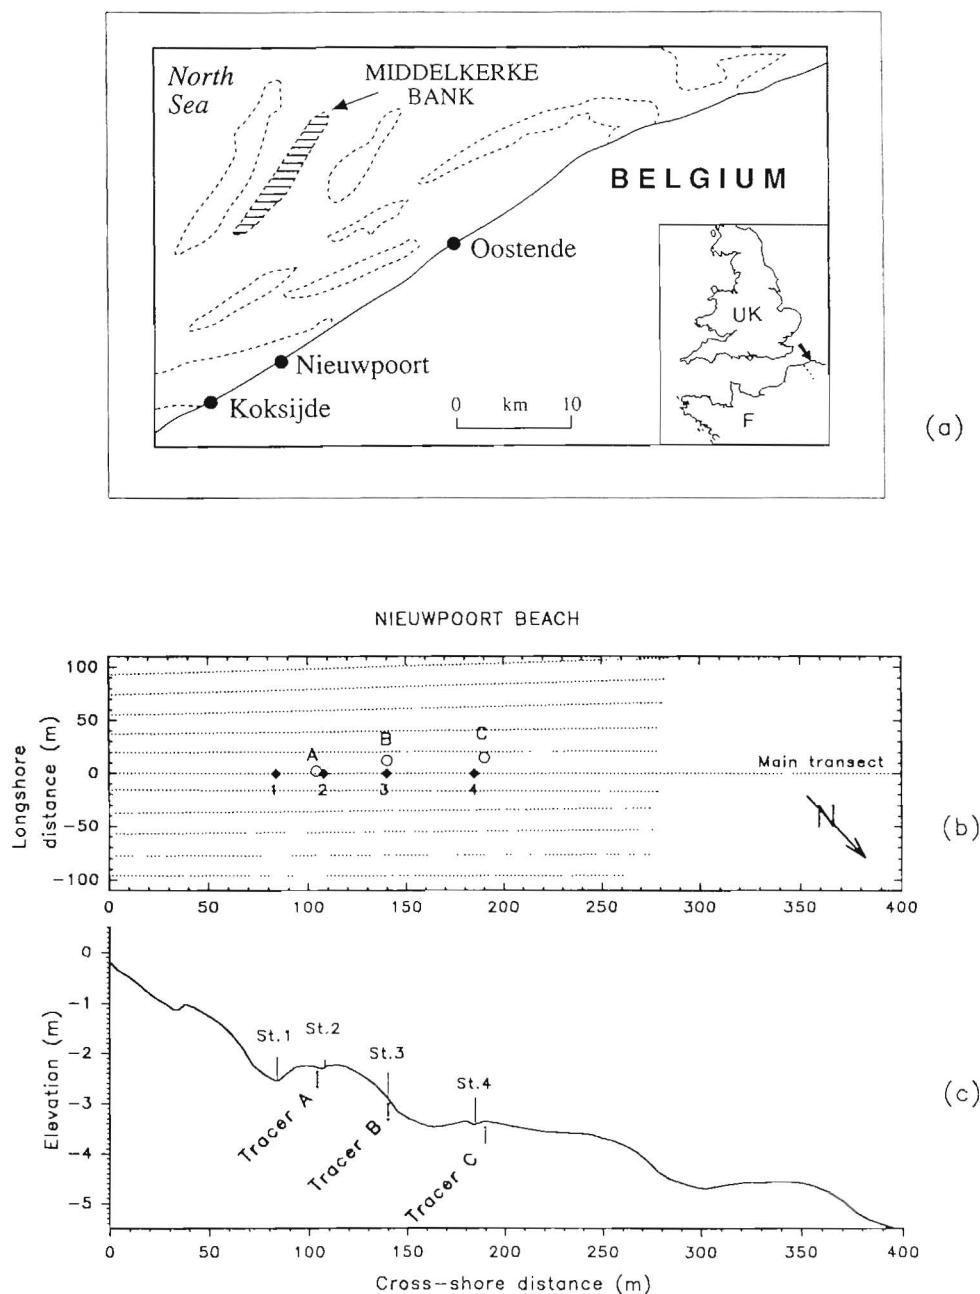 North
Sea
MIDDELKERKE
BANK
BELGIUM
Oostende
Nieuwpoort
Koksijde
0 km 10
UK
F
(a)
NIEUWPOORT BEACH
Longshore
distance (m)
100
50
0
-50
-100
A
B
C
1
2
3
4
Main transect
N
(b)
0 50 100 150 200 250 300 350 400
Elevation (m)
0
-1
-2
-3
-4
-5
St.1
St.2
St.3
St.4
Tracer A
Tracer B
Tracer C
(c)
0 50 100 150 200 250 300 350 400
Cross-shore distance (m)